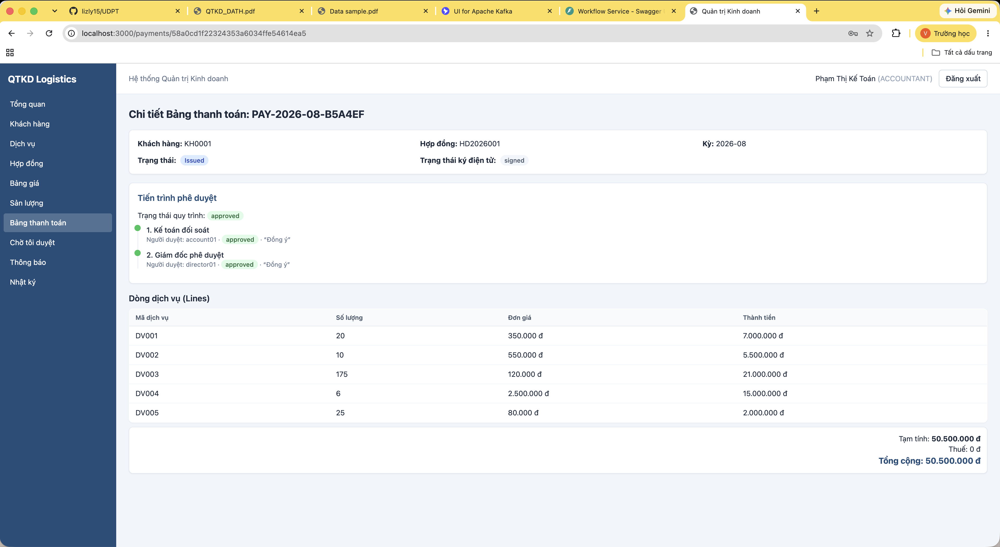 lizly15/UDPT
QTKD_DATH.pdf
Data sample.pdf
UI for Apache Kafka
Workflow Service - Swagger
Quản trị Kinh doanh
Hỏi Gemini
localhost:3000/payments/58a0cd1f22324353a6034ffe54614ea5
V Trường học
Tất cả dấu trang
QTKD Logistics
Hệ thống Quản trị Kinh doanh
Phạm Thị Kế Toán (ACCOUNTANT)
Đăng xuất
Tổng quan
Khách hàng
Dịch vụ
Hợp đồng
Bảng giá
Sản lượng
Bảng thanh toán
Chờ tôi duyệt
Thông báo
Nhật ký
Chi tiết Bảng thanh toán: PAY-2026-08-B5A4EF
Khách hàng: KH0001
Hợp đồng: HD2026001
Kỳ: 2026-08
Trạng thái: Issued
Trạng thái ký điện tử: signed
Tiến trình phê duyệt
Trạng thái quy trình: approved
1. Kế toán đối soát
Người duyệt: account01 · approved · “Đồng ý”
2. Giám đốc phê duyệt
Người duyệt: director01 · approved · “Đồng ý”
Dòng dịch vụ (Lines)
Mã dịch vụ Số lượng Đơn giá Thành tiền
DV001 20 350.000 đ 7.000.000 đ
DV002 10 550.000 đ 5.500.000 đ
DV003 175 120.000 đ 21.000.000 đ
DV004 6 2.500.000 đ 15.000.000 đ
DV005 25 80.000 đ 2.000.000 đ
Tạm tính: 50.500.000 đ
Thuế: 0 đ
Tổng cộng: 50.500.000 đ